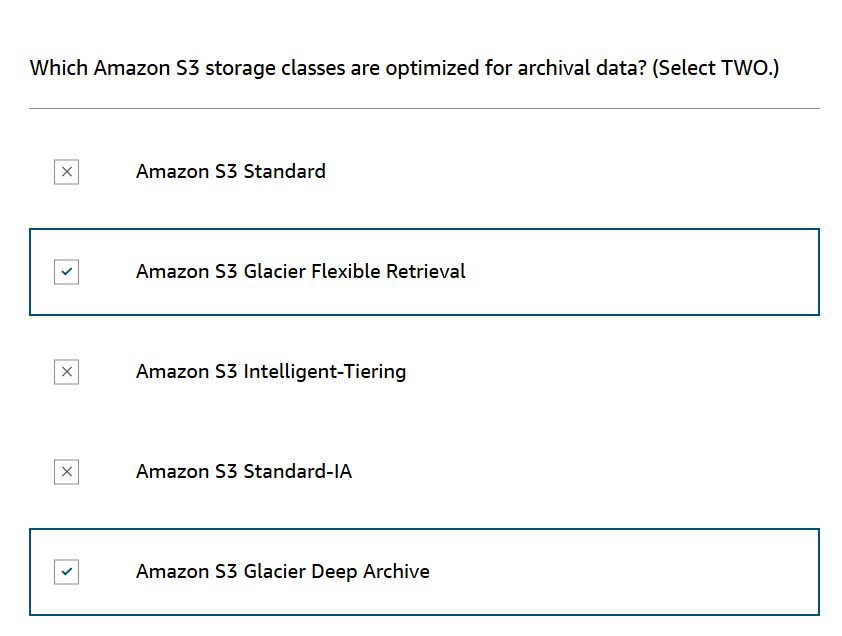 Which Amazon S3 storage classes are optimized for archival data? (Select TWO.)
Amazon S3 Standard
Amazon S3 Glacier Flexible Retrieval
Amazon S3 Intelligent-Tiering
Amazon S3 Standard-IA
Amazon S3 Glacier Deep Archive